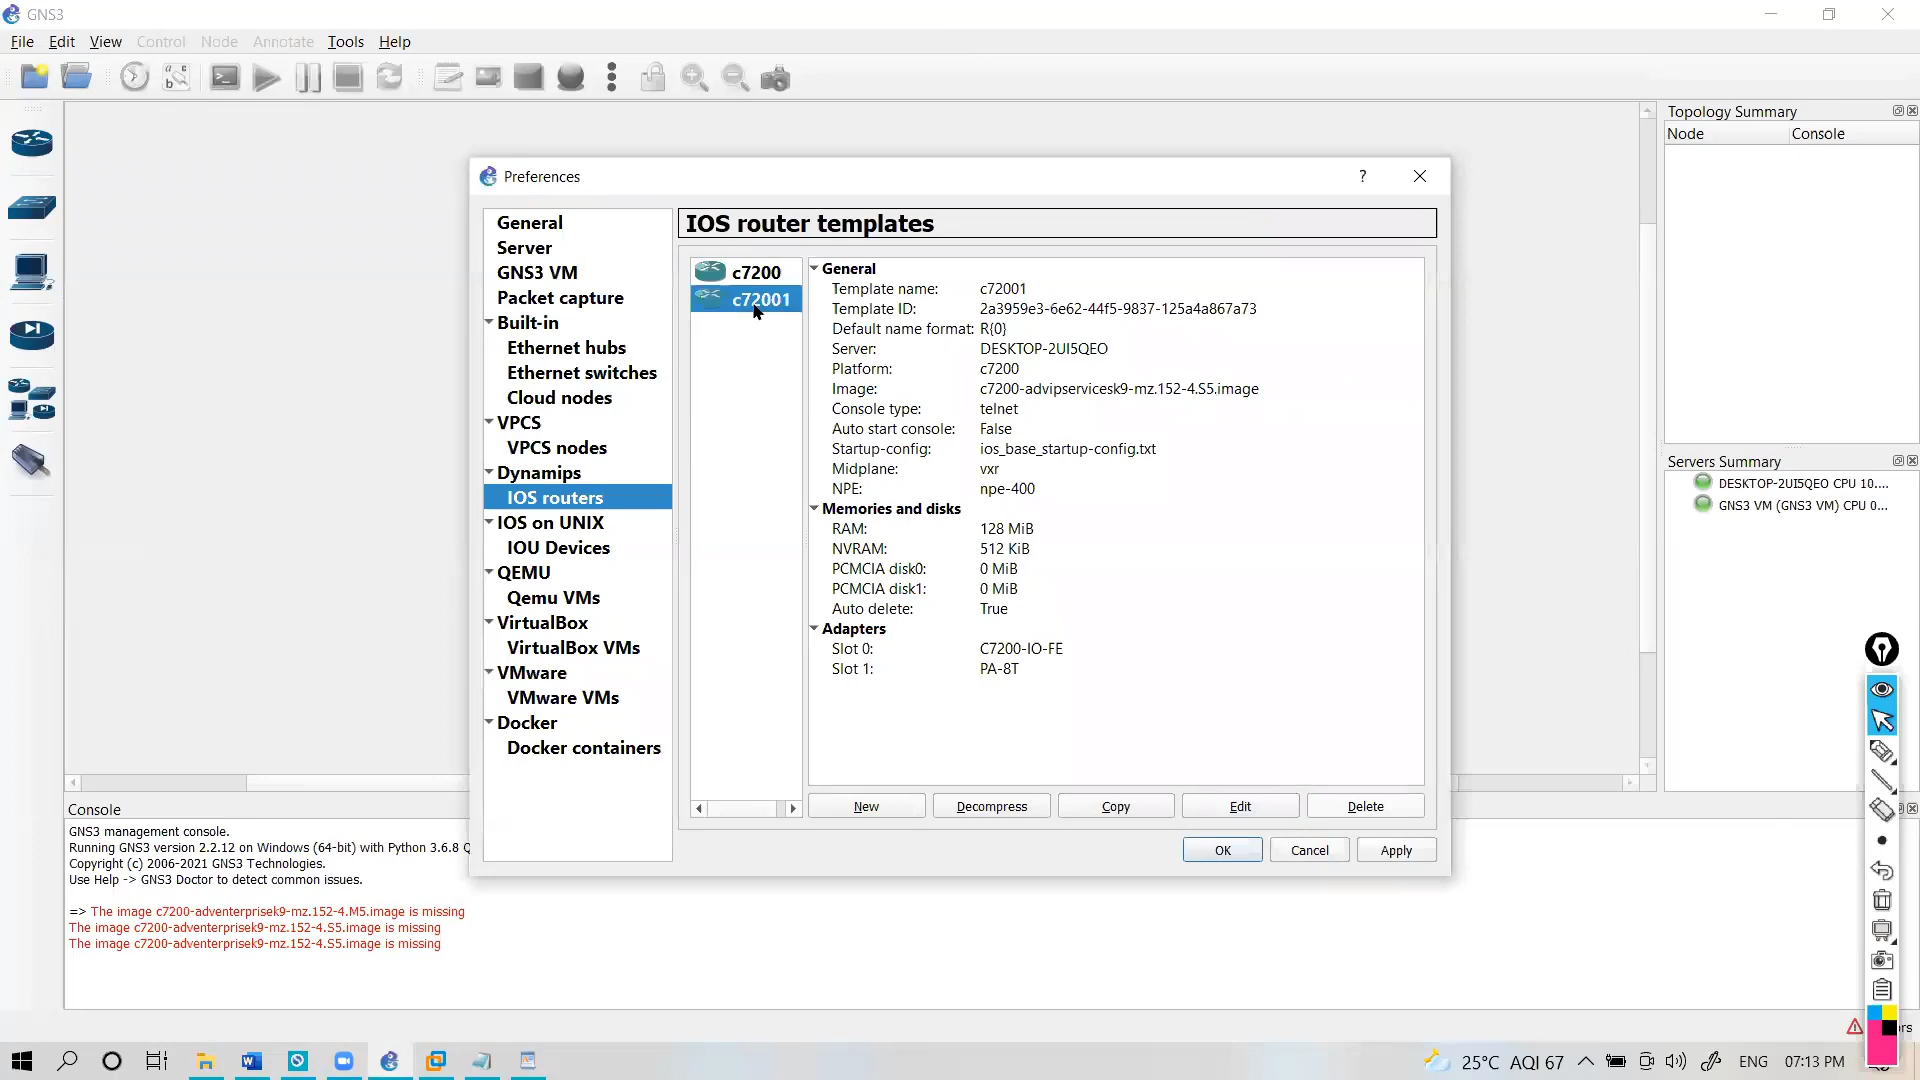 GNS3
File Edit View Control Node Annotate Tools Help
Topology Summary
Node Console
Preferences
?
General
Server
GNS3 VM
Packet capture
Built-in
Ethernet hubs
Ethernet switches
Cloud nodes
VPCS
VPCS nodes
Dynamips
IOS routers
IOS on UNIX
IOU Devices
QEMU
Qemu VMs
VirtualBox
VirtualBox VMs
VMware
VMware VMs
Docker
Docker containers
IOS router templates
c7200
c72001
General
Template name: c72001
Template ID: 2a3959e3-6e62-44f5-9837-125a4a867a73
Default name format: R{0}
Server: DESKTOP-2UI5QEO
Platform: c7200
Image: c7200-advipservicesk9-mz.152-4.S5.image
Console type: telnet
Auto start console: False
Startup-config: ios_base_startup-config.txt
Midplane: vxr
NPE: npe-400
Memories and disks
RAM: 128 MiB
NVRAM: 512 KiB
PCMCIA disk0: 0 MiB
PCMCIA disk1: 0 MiB
Auto delete: True
Adapters
Slot 0: C7200-IO-FE
Slot 1: PA-8T
New Decompress Copy Edit Delete
OK Cancel Apply
Servers Summary
DESKTOP-2UI5QEO CPU 10....
GNS3 VM (GNS3 VM) CPU 0...
Console
GNS3 management console.
Running GNS3 version 2.2.12 on Windows (64-bit) with Python 3.6.8 Q
Copyright (c) 2006-2021 GNS3 Technologies.
Use Help -> GNS3 Doctor to detect common issues.
=> The image c7200-adventerprisek9-mz.152-4.M5.image is missing
The image c7200-adventerprisek9-mz.152-4.S5.image is missing
The image c7200-adventerprisek9-mz.152-4.S5.image is missing
25°C AQI 67 ENG 07:13 PM